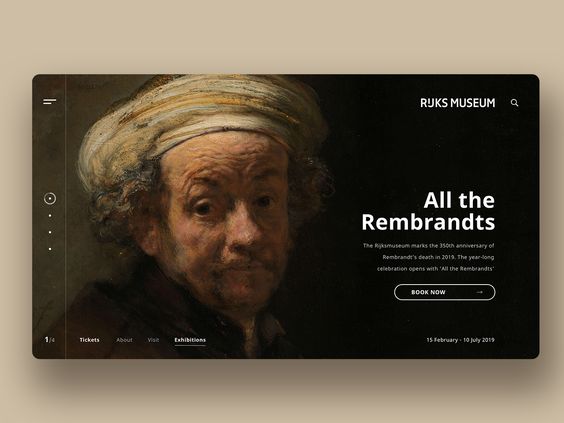 RIJKS MUSEUM
All the
Rembrandts
The Rijksmuseum marks the 350th anniversary of
Rembrandt's death in 2019. The year-long
celebration opens with 'All the Rembrandts'
BOOK NOW →
1/4
Tickets About Visit Exhibitions
15 February - 10 July 2019